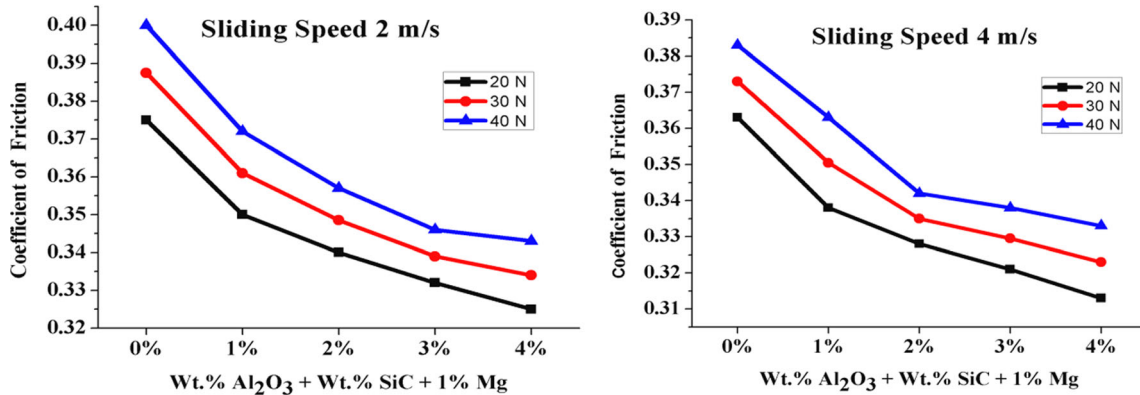 Sliding Speed 2 m/s
Coefficient of Friction
0.40
0.39
0.38
0.37
0.36
0.35
0.34
0.33
0.32
20 N
30 N
40 N
0% 1% 2% 3% 4%
Wt.% Al₂O₃ + Wt.% SiC + 1% Mg
Sliding Speed 4 m/s
Coefficient of Friction
0.39
0.38
0.37
0.36
0.35
0.34
0.33
0.32
0.31
20 N
30 N
40 N
0% 1% 2% 3% 4%
Wt.% Al₂O₃ + Wt.% SiC + 1% Mg